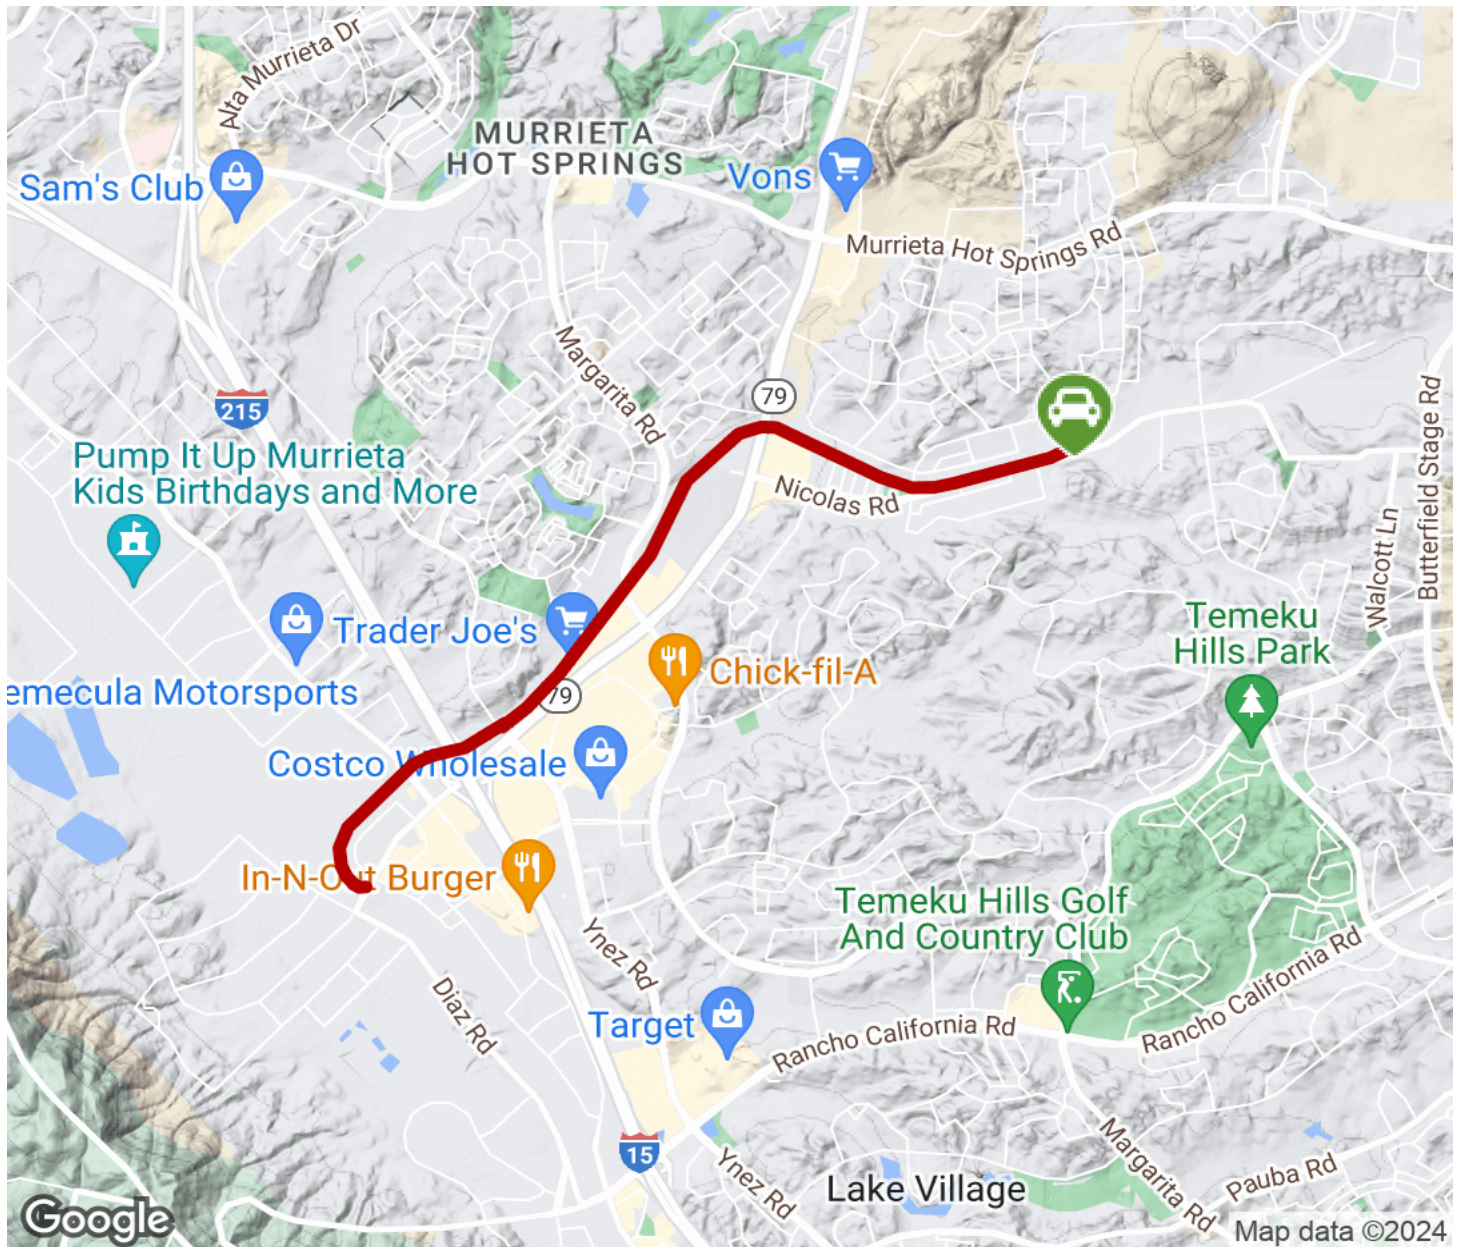 Alta Murrieta Dr
MURRIETA
HOT SPRINGS
Sam's Club
Vons
Murrieta Hot Springs Rd
Margarita Rd
79
215
Pump It Up Murrieta
Kids Birthdays and More
Nicolas Rd
Butterfield Stage Rd
Walcott Ln
Trader Joe's
Temeku
Hills Park
Chick-fil-A
emecula Motorsports
79
Costco Wholesale
In-N-Out Burger
Temeku Hills Golf
And Country Club
Ynez Rd
Diaz Rd
Target
Rancho California Rd
Rancho California Rd
15
Ynez Rd
Lake Village
Margarita Rd
Pauba Rd
Google
Map data ©2024